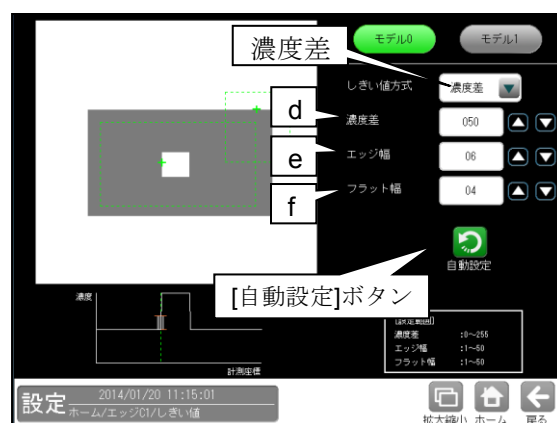 モデル0
モデル1
濃度差
しきい値方式
濃度差
d
濃度差
050
e
エッジ幅
06
f
フラット幅
04
自動設定
[自動設定]ボタン
濃度
計測座標
[設定範囲]
濃度差 :0~255
エッジ幅 :1~50
フラット幅 :1~50
設定
2014/01/20 11:15:01
ホーム/エッジC1/しきい値
拡大縮小
ホーム
戻る